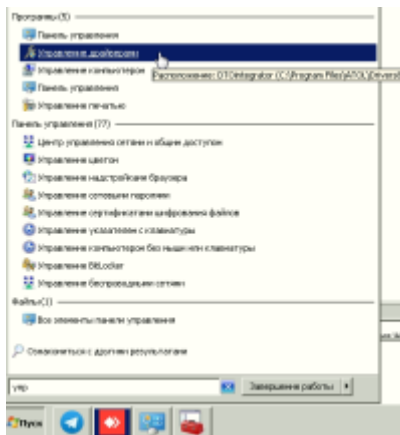 Программы (5)
Панель управления
Управление драйверами
Управление компьютером
Расположение: DTOintegrator (C:\Program Files\ATOL\Drivers8
Панель управления
Управление печатью
Панель управления (77)
Центр управления сетями и общим доступом
Управление цветом
Управление надстройками браузера
Управление сетевыми паролями
Управление сертификатами шифрования файлов
Управление указателем с клавиатуры
Управление компьютером без мыши или клавиатуры
Управление BitLocker
Управление беспроводными сетями
Файлы (1)
Все элементы панели управления
Ознакомиться с другими результатами
упр
Завершение работы
Пуск